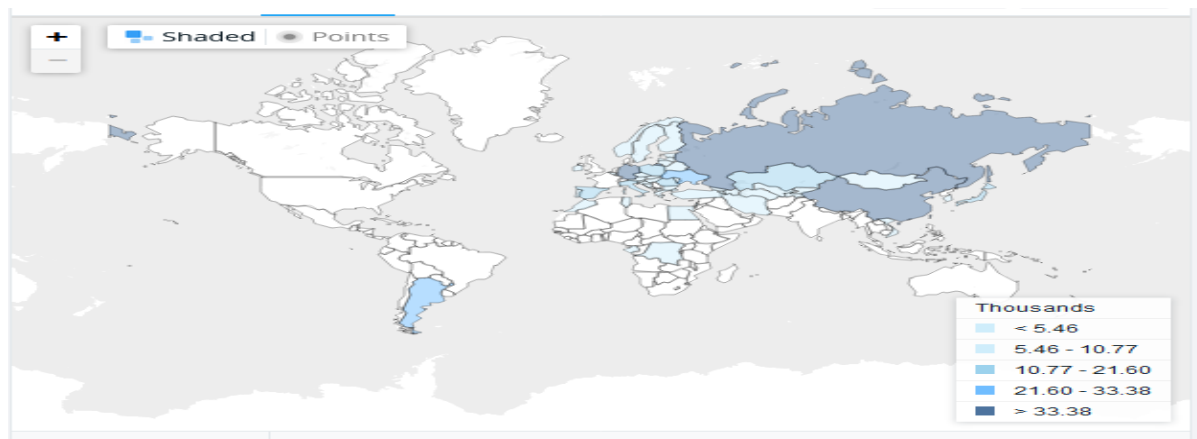 +
Shaded
Points
−
Thousands
< 5.46
5.46 - 10.77
10.77 - 21.60
21.60 - 33.38
> 33.38